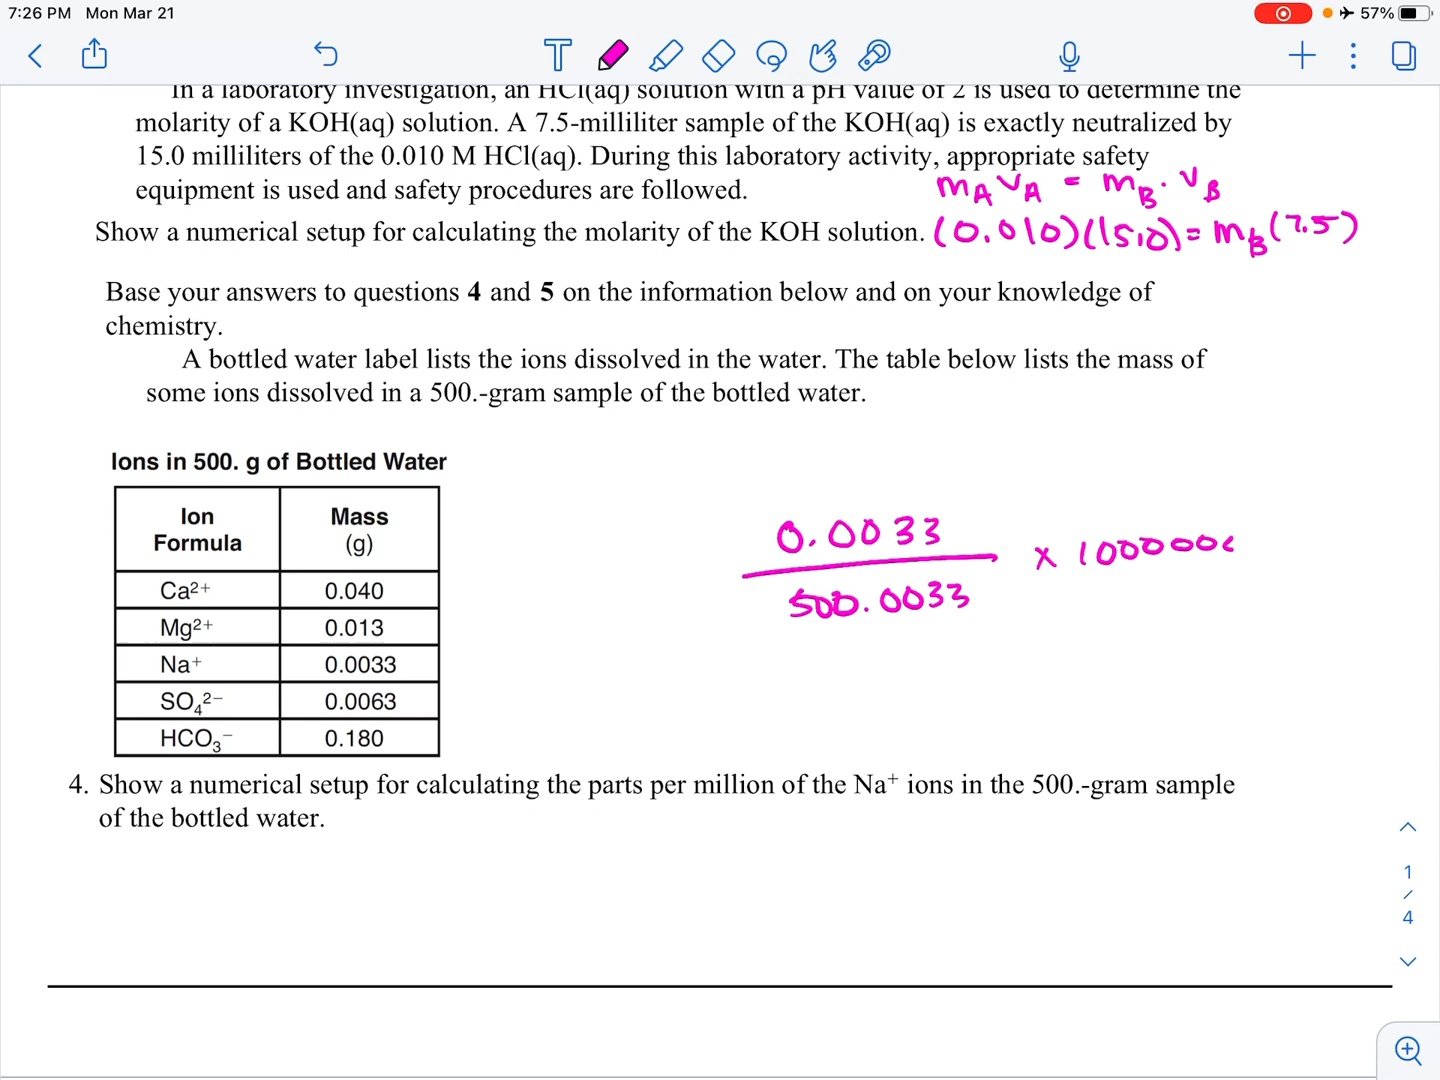 7:26 PM Mon Mar 21
57%
In a laboratory investigation, an HCl(aq) solution with a pH value of 2 is used to determine the
molarity of a KOH(aq) solution. A 7.5-milliliter sample of the KOH(aq) is exactly neutralized by
15.0 milliliters of the 0.010 M HCl(aq). During this laboratory activity, appropriate safety
equipment is used and safety procedures are followed.
mA VA = mB · VB
Show a numerical setup for calculating the molarity of the KOH solution. (0.010)(15.0) = mB (7.5)
Base your answers to questions 4 and 5 on the information below and on your knowledge of
chemistry.
A bottled water label lists the ions dissolved in the water. The table below lists the mass of
some ions dissolved in a 500.-gram sample of the bottled water.
Ions in 500. g of Bottled Water
Ion Formula Mass (g)
Ca²⁺ 0.040
Mg²⁺ 0.013
Na⁺ 0.0033
SO₄²⁻ 0.0063
HCO₃⁻ 0.180
0.0033
500.0033
x 1000000
4. Show a numerical setup for calculating the parts per million of the Na⁺ ions in the 500.-gram sample
of the bottled water.
1
/
4